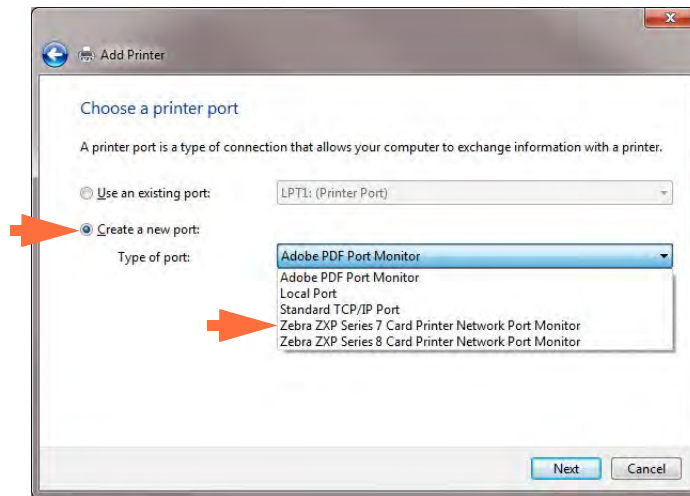 Add Printer
Choose a printer port
A printer port is a type of connection that allows your computer to exchange information with a printer.
Use an existing port: LPT1: (Printer Port)
Create a new port:
Type of port: Adobe PDF Port Monitor
Adobe PDF Port Monitor
Local Port
Standard TCP/IP Port
Zebra ZXP Series 7 Card Printer Network Port Monitor
Zebra ZXP Series 8 Card Printer Network Port Monitor
Next Cancel